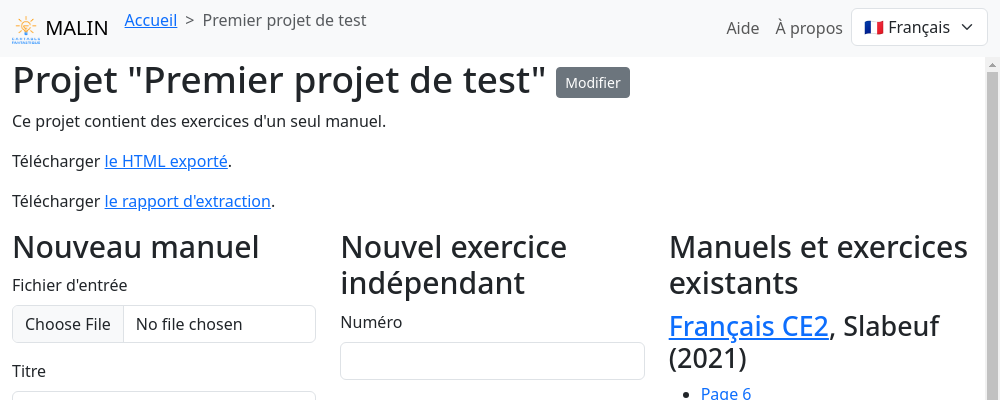 MALIN
Accueil > Premier projet de test
Aide
À propos
Français
Projet "Premier projet de test"
Modifier
Ce projet contient des exercices d'un seul manuel.
Télécharger le HTML exporté.
Télécharger le rapport d'extraction.
Nouveau manuel
Fichier d'entrée
Choose File
No file chosen
Titre
Nouvel exercice
indépendant
Numéro
Manuels et exercices
existants
Français CE2, Slabeuf
(2021)
Page 6